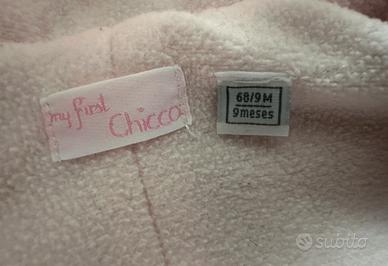 my first
Chicco
68/9M
9meses
subito